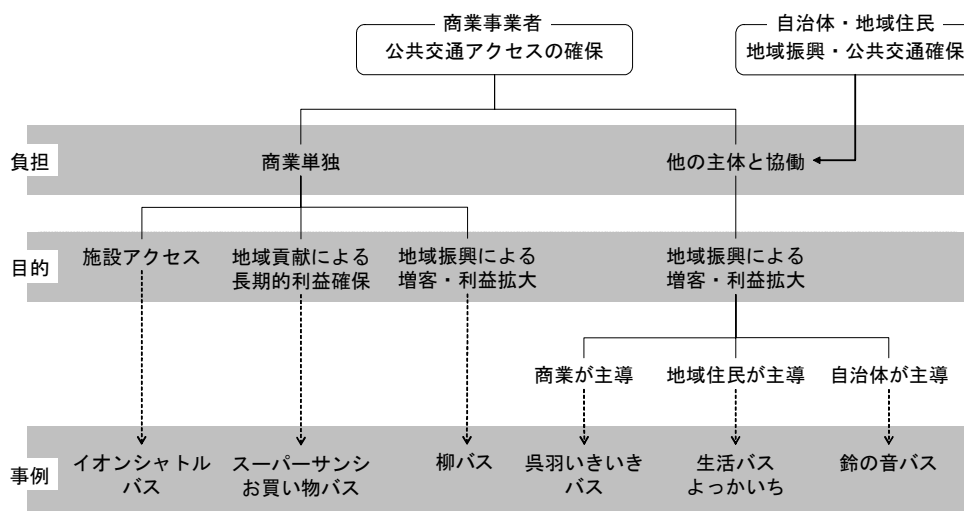 商業事業者
公共交通アクセスの確保
自治体・地域住民
地域振興・公共交通確保
負担
商業単独
他の主体と協働
目的
施設アクセス
地域貢献による
長期的利益確保
地域振興による
増客・利益拡大
地域振興による
増客・利益拡大
商業が主導
地域住民が主導
自治体が主導
事例
イオンシャトル
バス
スーパーサンシ
お買い物バス
柳バス
呉羽いきいき
バス
生活バス
よっかいち
鈴の音バス